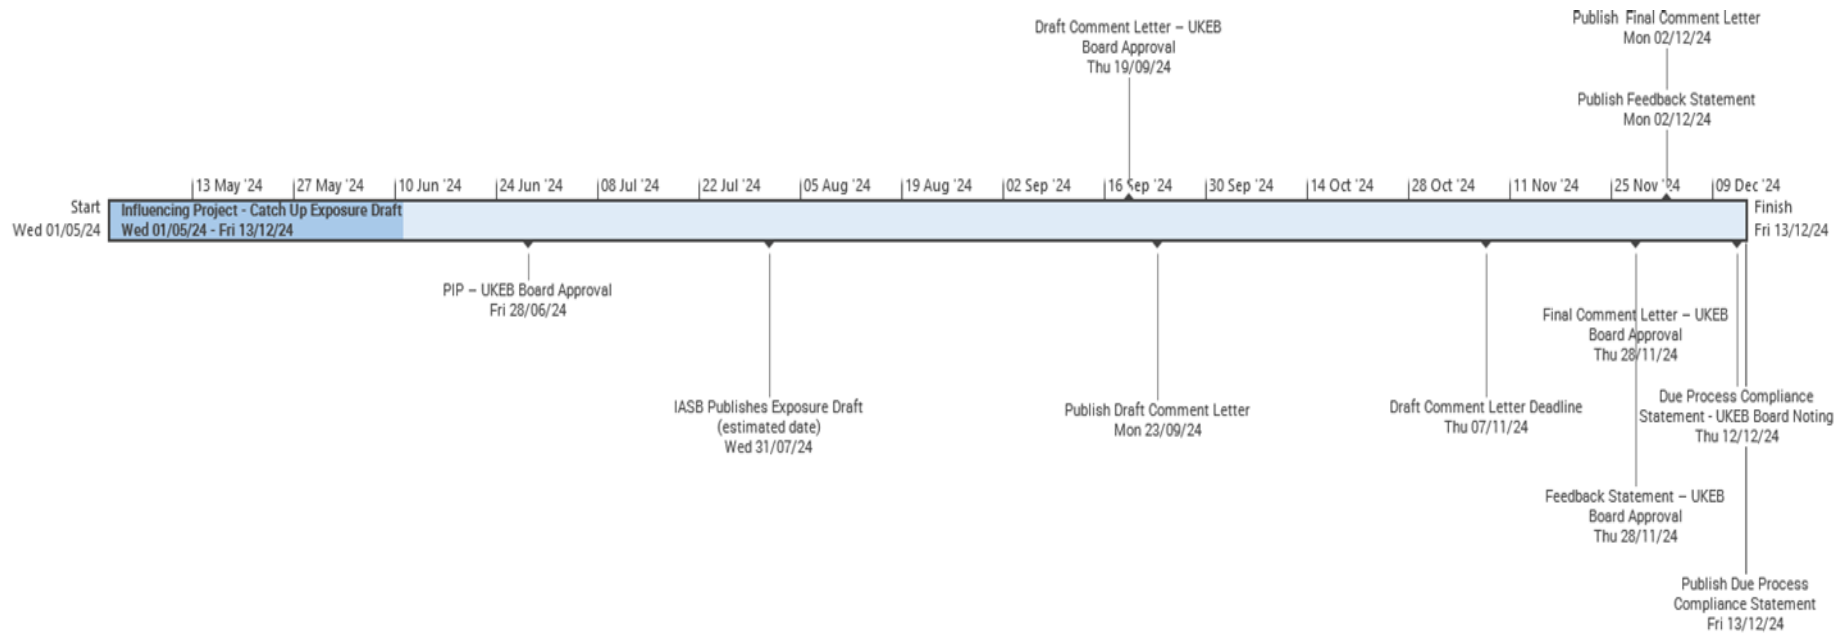 Draft Comment Letter – UKEB
Board Approval
Thu 19/09/24
Publish Final Comment Letter
Mon 02/12/24
Publish Feedback Statement
Mon 02/12/24
13 May '24
27 May '24
10 Jun '24
24 Jun '24
08 Jul '24
22 Jul '24
05 Aug '24
19 Aug '24
02 Sep '24
16 Sep '24
30 Sep '24
14 Oct '24
28 Oct '24
11 Nov '24
25 Nov '24
09 Dec '24
Start
Wed 01/05/24
Influencing Project - Catch Up Exposure Draft
Wed 01/05/24 - Fri 13/12/24
Finish
Fri 13/12/24
PIP – UKEB Board Approval
Fri 28/06/24
IASB Publishes Exposure Draft
(estimated date)
Wed 31/07/24
Publish Draft Comment Letter
Mon 23/09/24
Draft Comment Letter Deadline
Thu 07/11/24
Final Comment Letter – UKEB
Board Approval
Thu 28/11/24
Due Process Compliance
Statement - UKEB Board Noting
Thu 12/12/24
Feedback Statement – UKEB
Board Approval
Thu 28/11/24
Publish Due Process
Compliance Statement
Fri 13/12/24